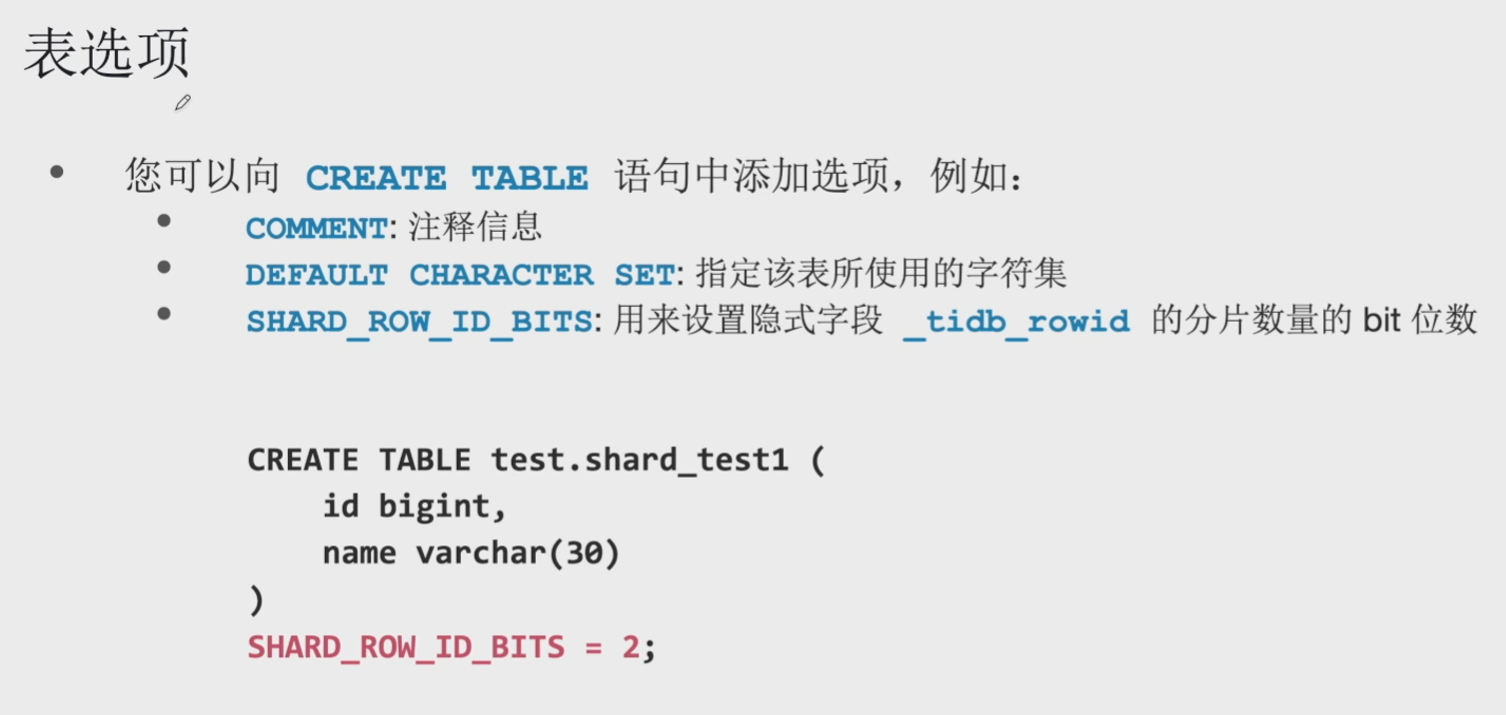 表选项
• 您可以向 CREATE TABLE 语句中添加选项，例如：
• COMMENT: 注释信息
• DEFAULT CHARACTER SET: 指定该表所使用的字符集
• SHARD_ROW_ID_BITS: 用来设置隐式字段 _tidb_rowid 的分片数量的 bit 位数
CREATE TABLE test.shard_test1 (
    id bigint,
    name varchar(30)
)
SHARD_ROW_ID_BITS = 2;